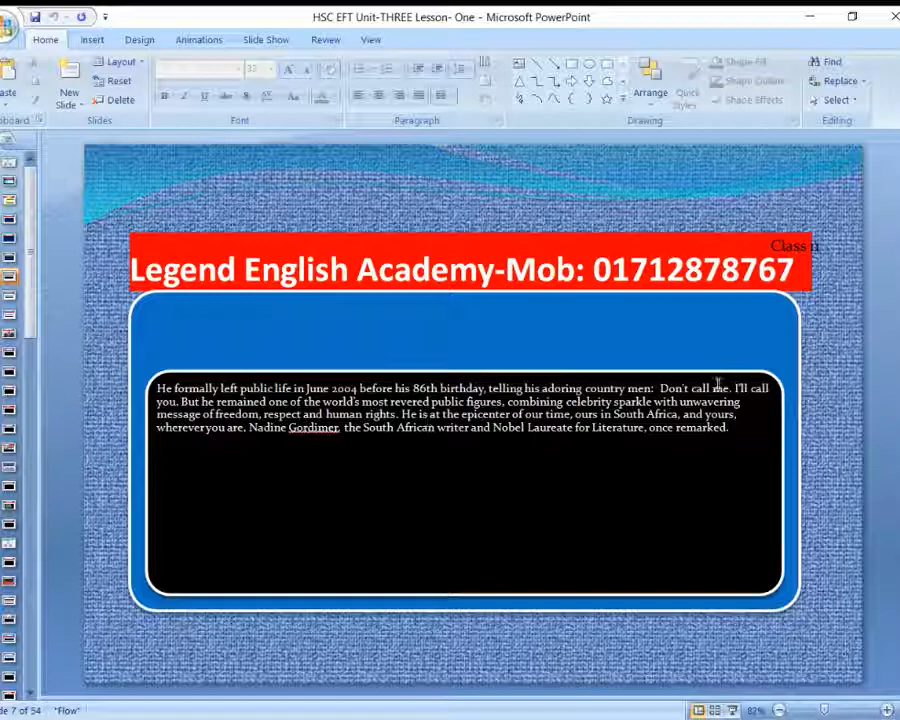 HSC EFT Unit-THREE Lesson- One - Microsoft PowerPoint
Home Insert Design Animations Slide Show Review View
Layout
Reset
Delete
New
Slide
Slides
Font
Paragraph
Arrange
Quick
Styles
Shape Fill
Shape Outline
Shape Effects
Drawing
Find
Replace
Select
Editing
Class 11
Legend English Academy-Mob: 01712878767
He formally left public life in June 2004 before his 86th birthday, telling his adoring country men: Don't call me. I'll call
you. But he remained one of the world's most revered public figures, combining celebrity sparkle with unwavering
message of freedom, respect and human rights. He is at the epicenter of our time, ours in South Africa, and yours,
wherever you are, Nadine Gordimer, the South African writer and Nobel Laureate for Literature, once remarked.
7 of 54 "Flow"
82%